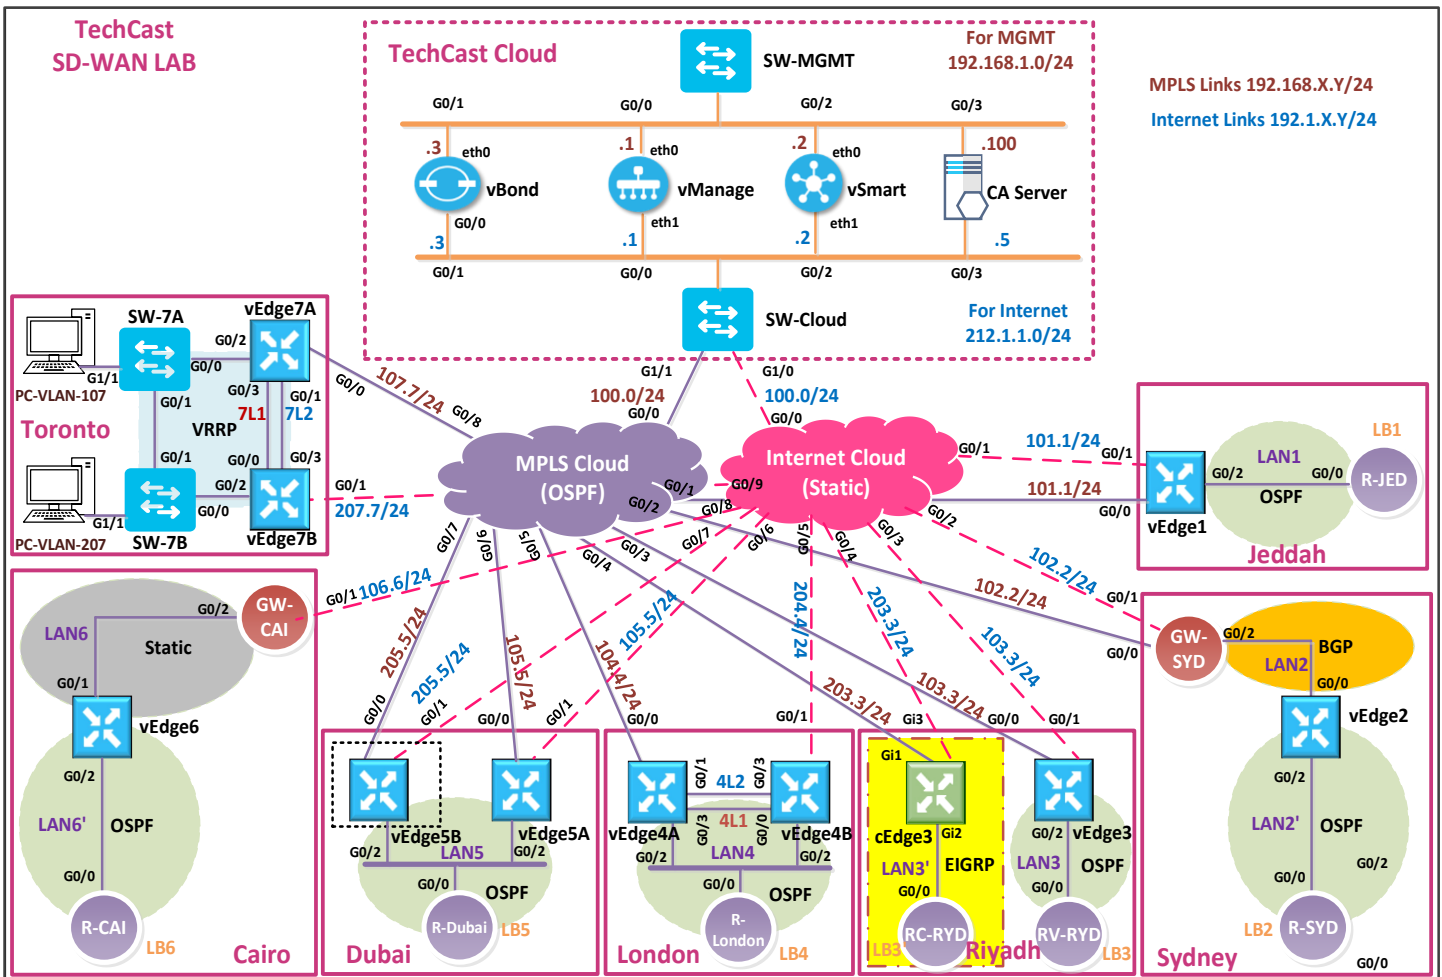 TechCast
SD-WAN LAB
TechCast Cloud
SW-MGMT
For MGMT
192.168.1.0/24
MPLS Links 192.168.X.Y/24
Internet Links 192.1.X.Y/24
G0/1
G0/0
G0/2
G0/3
.3
eth0
.1
eth0
.2
eth0
.100
vBond
vManage
vSmart
CA Server
G0/0
eth1
eth1
.3
.1
.2
.5
G0/1
G0/0
G0/2
G0/3
SW-Cloud
For Internet
212.1.1.0/24
G1/1
G1/0
100.0/24
100.0/24
G0/0
G0/0
SW-7A
vEdge7A
G0/2
G0/0
G1/1
PC-VLAN-107
G0/3
G0/1
G0/1
7L1
7L2
Toronto
VRRP
G0/1
G0/0
G0/3
G0/2
G0/0
G1/1
PC-VLAN-207
SW-7B
vEdge7B
G0/0
107.7/24
G0/8
G0/1
207.7/24
MPLS Cloud
(OSPF)
Internet Cloud
(Static)
G0/1
G0/2
G0/9
G0/8
G0/7
G0/6
G0/5
G0/4
G0/3
G0/7
G0/6
G0/5
G0/4
G0/3
G0/2
G0/1
101.1/24
G0/1
101.1/24
G0/0
vEdge1
LAN1
G0/2
G0/0
OSPF
LB1
R-JED
Jeddah
102.2/24
G0/1
102.2/24
G0/0
GW-
SYD
G0/2
BGP
LAN2
G0/0
vEdge2
G0/2
LAN2'
OSPF
G0/2
G0/0
LB2
R-SYD
Sydney
G0/0
GW-
CAI
G0/2
G0/1
106.6/24
LAN6
Static
G0/1
vEdge6
G0/2
LAN6'
OSPF
G0/0
R-CAI
LB6
Cairo
205.5/24
205.5/24
105.5/24
105.5/24
G0/0
G0/1
G0/0
G0/1
vEdge5B
vEdge5A
G0/2
LAN5
G0/2
G0/0
OSPF
R-Dubai
LB5
Dubai
104.4/24
204.4/24
G0/0
G0/1
G0/1
G0/3
4L2
4L1
G0/3
G0/0
vEdge4A
vEdge4B
G0/2
LAN4
G0/2
G0/0
OSPF
R-
London
LB4
London
203.3/24
203.3/24
103.3/24
103.3/24
Gi3
G0/0
G0/1
Gi1
cEdge3
Gi2
LAN3'
EIGRP
G0/0
RC-RYD
LB3'
vEdge3
G0/2
LAN3
OSPF
G0/0
RV-RYD
LB3
Riyadh